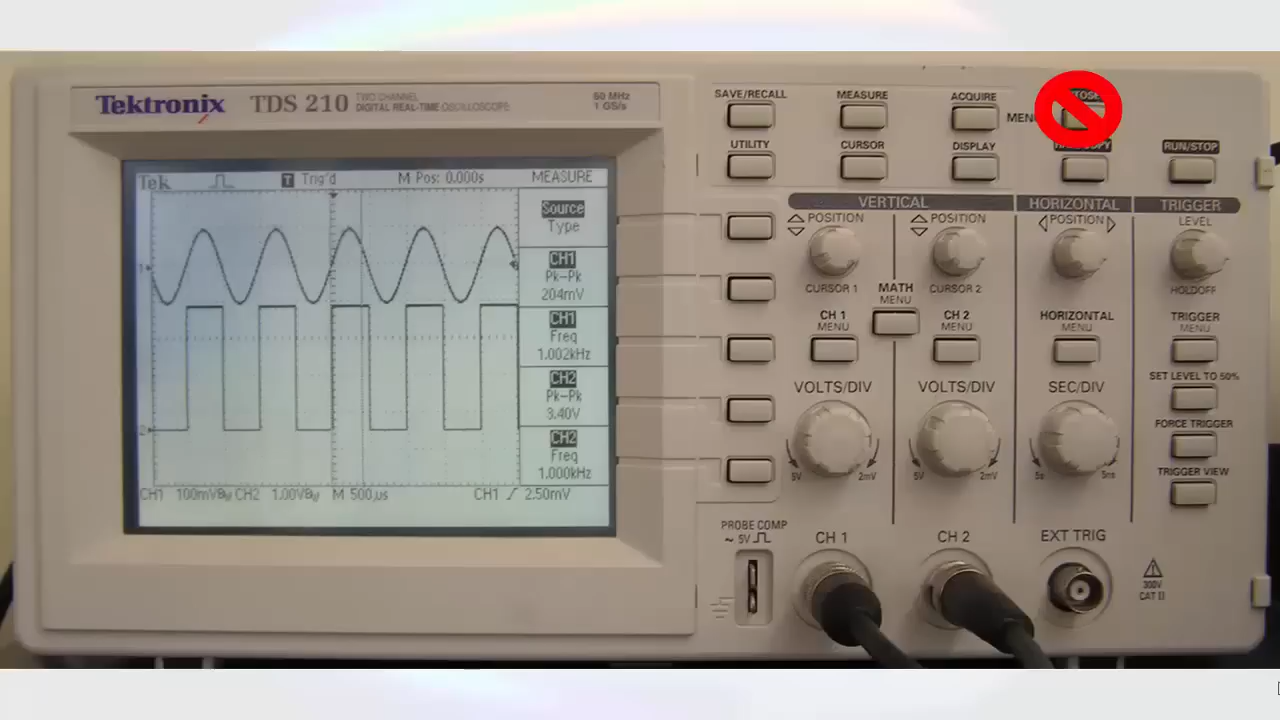 Tektronix TDS 210 TWO CHANNEL DIGITAL REAL-TIME OSCILLOSCOPE
60 MHz
1 GS/s
Tek T Trig'd M Pos: 0.000s MEASURE
Source
Type
CH1
Pk-Pk
204mV
CH1
Freq
1.002kHz
CH2
Pk-Pk
3.40V
CH2
Freq
1.000kHz
1
2
CH1 100mV CH2 1.00V M 500µs CH1 2.50mV
SAVE/RECALL MEASURE ACQUIRE
UTILITY CURSOR DISPLAY RUN/STOP
VERTICAL HORIZONTAL TRIGGER
POSITION POSITION POSITION LEVEL
CURSOR 1 CURSOR 2 HOLDOFF
MATH
MENU
CH 1
MENU
CH 2
MENU
HORIZONTAL
MENU
TRIGGER
MENU
VOLTS/DIV VOLTS/DIV SEC/DIV
5V 2mV 5V 2mV 5s 5ns
SET LEVEL TO 50%
FORCE TRIGGER
TRIGGER VIEW
PROBE COMP
~ 5V
CH 1 CH 2 EXT TRIG
300V
CAT II